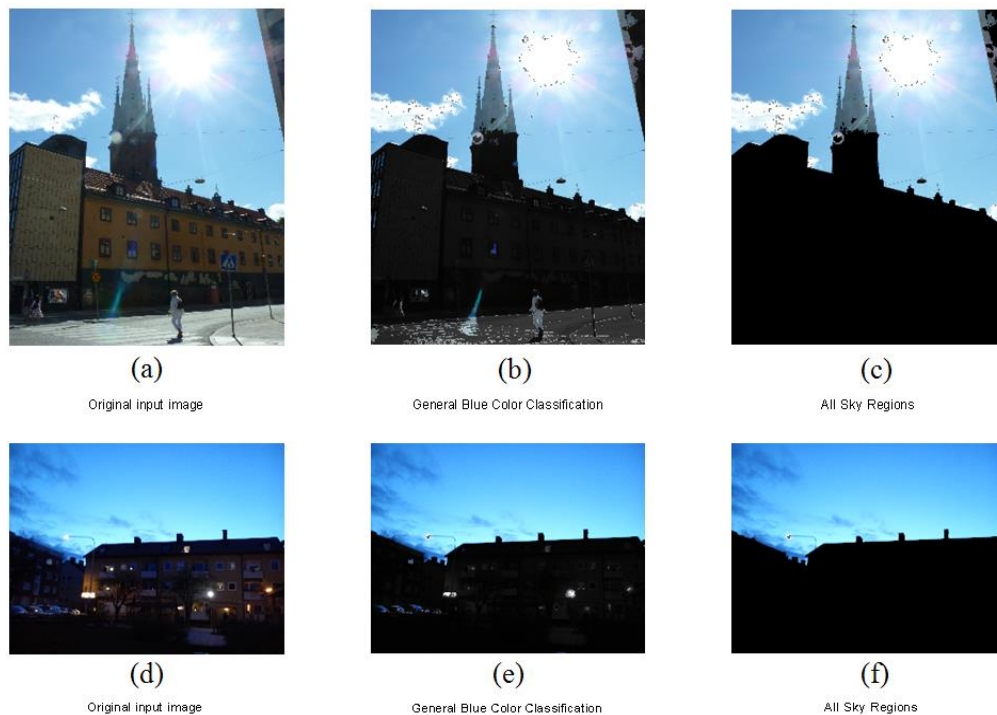 (a) (b) (c)
Original input image General Blue Color Classification All Sky Regions
(d) (e) (f)
Original input image General Blue Color Classification All Sky Regions